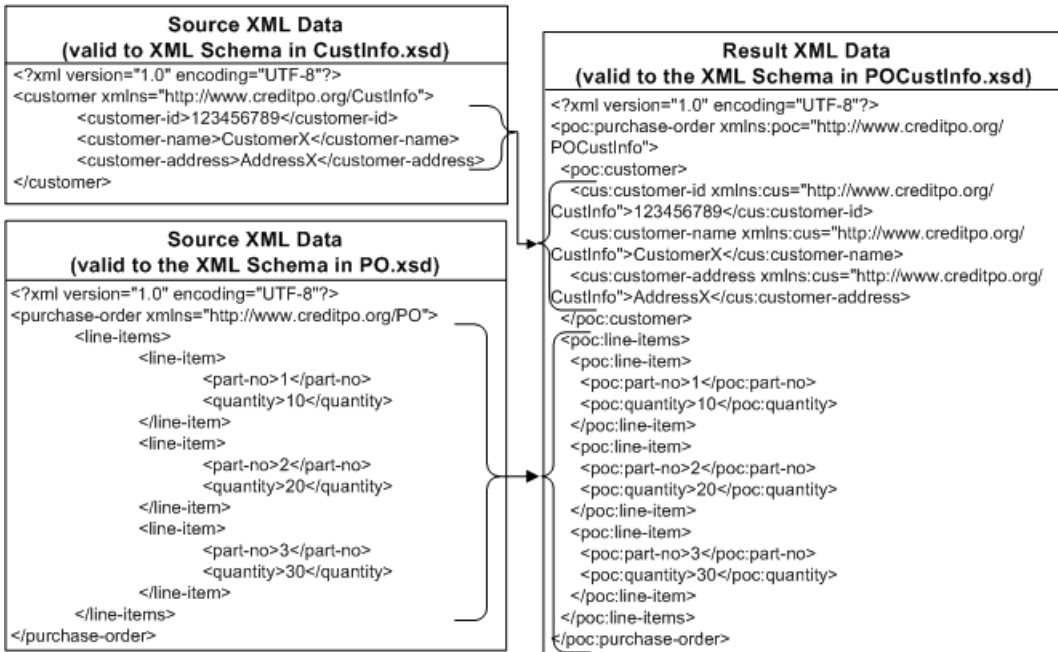 Source XML Data
(valid to XML Schema in CustInfo.xsd)
<?xml version="1.0" encoding="UTF-8"?>
<customer xmlns="http://www.creditpo.org/CustInfo">
<customer-id>123456789</customer-id>
<customer-name>CustomerX</customer-name>
<customer-address>AddressX</customer-address>
</customer>
Source XML Data
(valid to the XML Schema in PO.xsd)
<?xml version="1.0" encoding="UTF-8"?>
<purchase-order xmlns="http://www.creditpo.org/PO">
<line-items>
<line-item>
<part-no>1</part-no>
<quantity>10</quantity>
</line-item>
<line-item>
<part-no>2</part-no>
<quantity>20</quantity>
</line-item>
<line-item>
<part-no>3</part-no>
<quantity>30</quantity>
</line-item>
</line-items>
</purchase-order>
Result XML Data
(valid to the XML Schema in POCustInfo.xsd)
<?xml version="1.0" encoding="UTF-8"?>
<poc:purchase-order xmlns:poc="http://www.creditpo.org/
POCustInfo">
<poc:customer>
<cus:customer-id xmlns:cus="http://www.creditpo.org/
CustInfo">123456789</cus:customer-id>
<cus:customer-name xmlns:cus="http://www.creditpo.org/
CustInfo">CustomerX</cus:customer-name>
<cus:customer-address xmlns:cus="http://www.creditpo.org/
CustInfo">AddressX</cus:customer-address>
</poc:customer>
<poc:line-items>
<poc:line-item>
<poc:part-no>1</poc:part-no>
<poc:quantity>10</poc:quantity>
</poc:line-item>
<poc:line-item>
<poc:part-no>2</poc:part-no>
<poc:quantity>20</poc:quantity>
</poc:line-item>
<poc:line-item>
<poc:part-no>3</poc:part-no>
<poc:quantity>30</poc:quantity>
</poc:line-item>
</poc:line-items>
</poc:purchase-order>